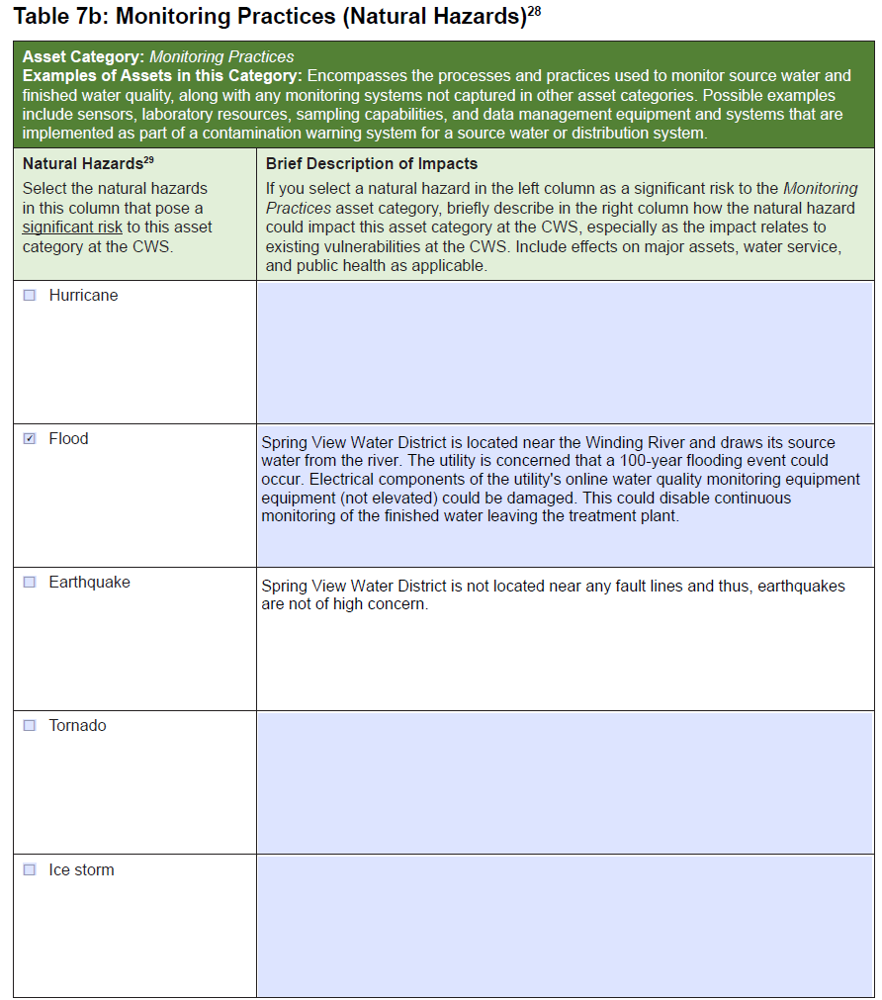 Table 7b: Monitoring Practices (Natural Hazards)28
Asset Category: Monitoring Practices
Examples of Assets in this Category: Encompasses the processes and practices used to monitor source water and
finished water quality, along with any monitoring systems not captured in other asset categories. Possible examples
include sensors, laboratory resources, sampling capabilities, and data management equipment and systems that are
implemented as part of a contamination warning system for a source water or distribution system.
Natural Hazards29
Select the natural hazards
in this column that pose a
significant risk to this asset
category at the CWS.
Brief Description of Impacts
If you select a natural hazard in the left column as a significant risk to the Monitoring
Practices asset category, briefly describe in the right column how the natural hazard
could impact this asset category at the CWS, especially as the impact relates to
existing vulnerabilities at the CWS. Include effects on major assets, water service,
and public health as applicable.
Hurricane
Flood
Spring View Water District is located near the Winding River and draws its source
water from the river. The utility is concerned that a 100-year flooding event could
occur. Electrical components of the utility's online water quality monitoring equipment
equipment (not elevated) could be damaged. This could disable continuous
monitoring of the finished water leaving the treatment plant.
Earthquake
Spring View Water District is not located near any fault lines and thus, earthquakes
are not of high concern.
Tornado
Ice storm